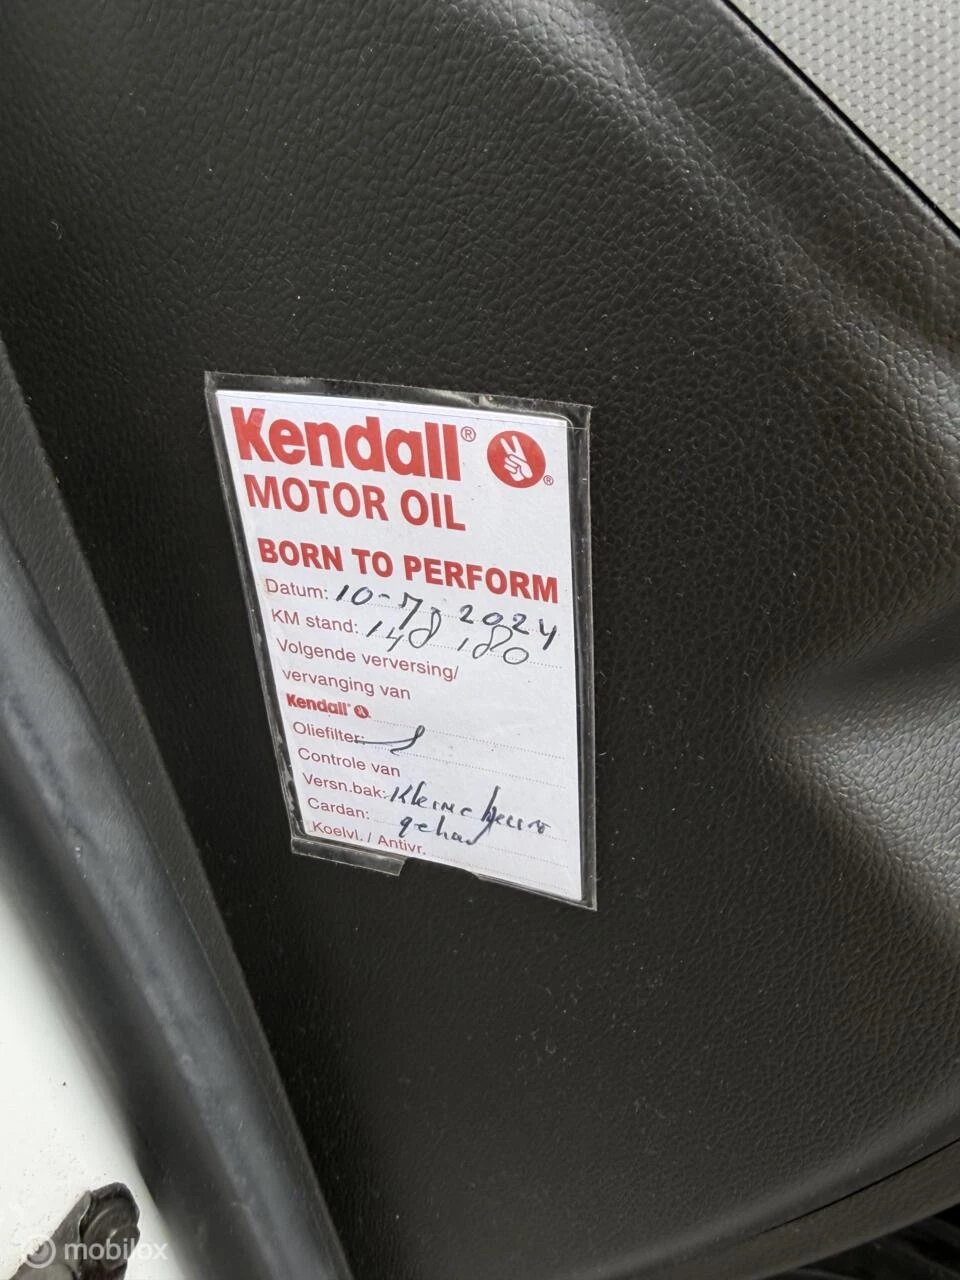 Kendall®
®
MOTOR OIL
BORN TO PERFORM
Datum: 10-7-2024
KM stand: 148.180
Volgende verversing/
vervanging van
Kendall®
Oliefilter:
Controle van
Versn.bak: Kleine beurt
Cardan: gehad
Koelvl. / Antivr.
mobilox